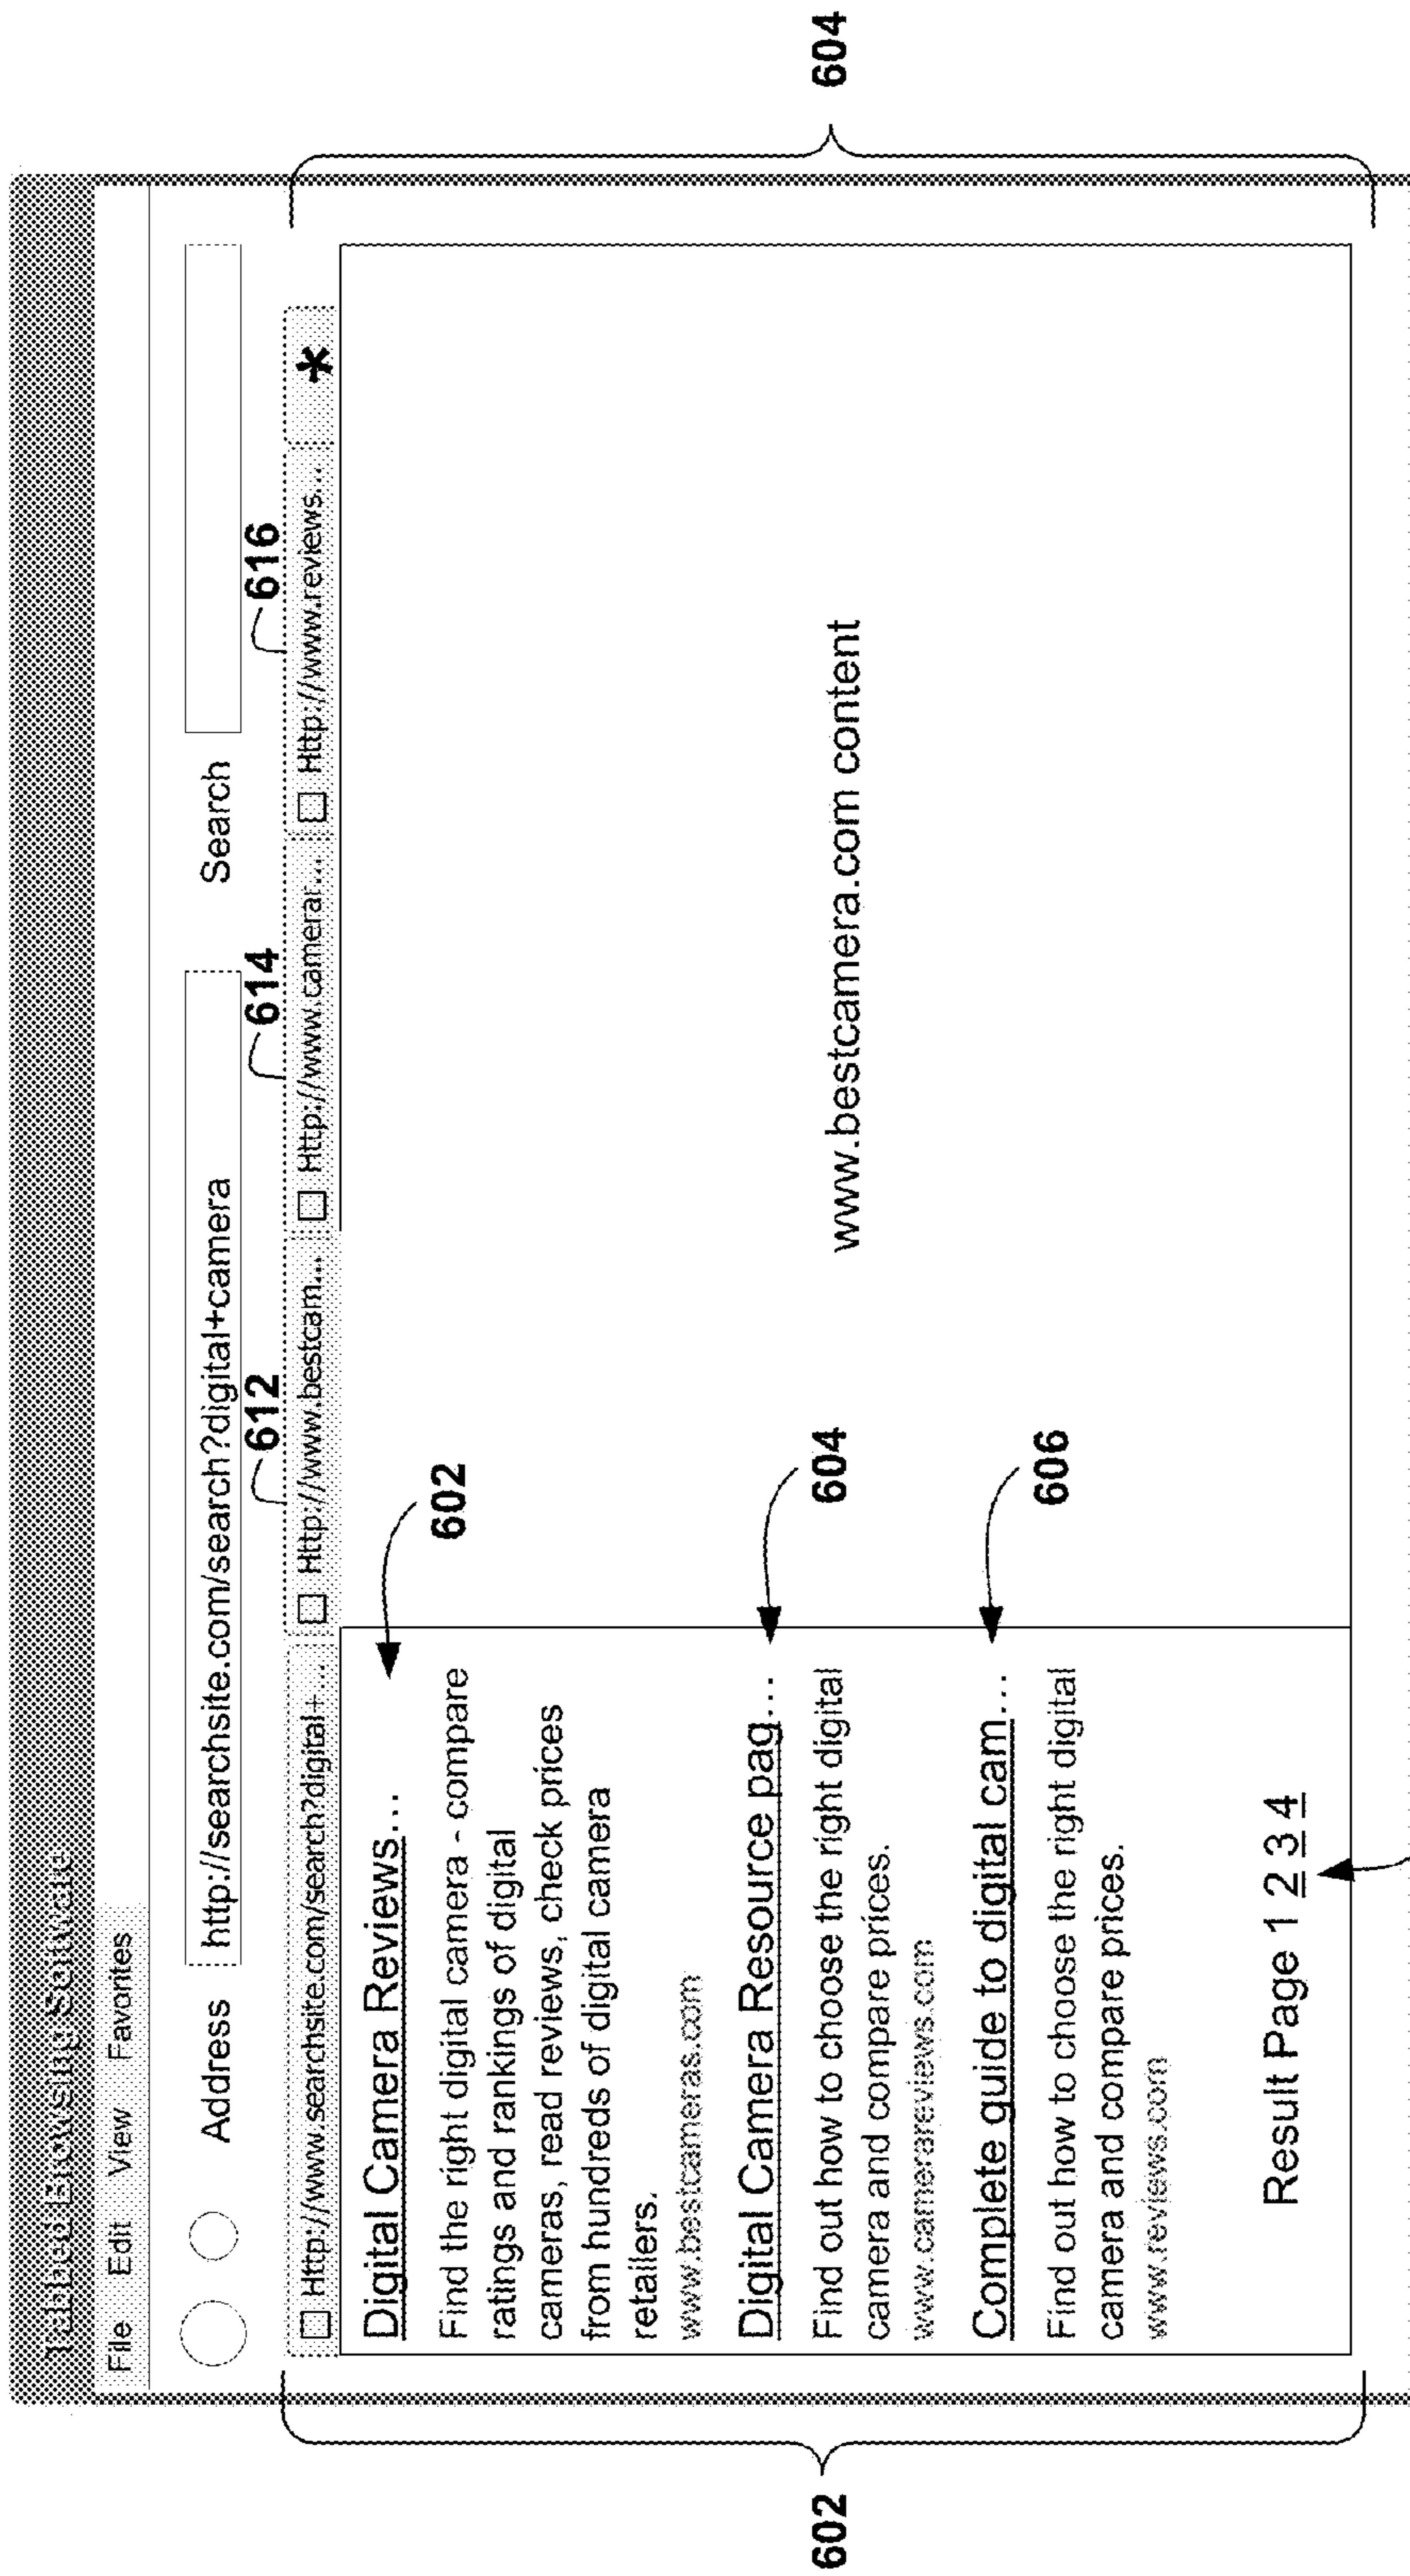 Tabbed Browsing Software
File Edit View Favorites
Address http://searchsite.com/search?digital+camera Search
612 614 616
Http://www.searchsite.com/search?digital+... Http://www.bestcam... Http://www.camerar... Http://www.reviews... *
Digital Camera Reviews...
602
Find the right digital camera - compare
ratings and rankings of digital
cameras, read reviews, check prices
from hundreds of digital camera
retailers.
www.bestcameras.com
Digital Camera Resource pag...
604
Find out how to choose the right digital
camera and compare prices.
www.camerareviews.com
Complete guide to digital cam...
606
Find out how to choose the right digital
camera and compare prices.
www.reviews.com
Result Page 1 2 3 4
www.bestcamera.com content
602
604